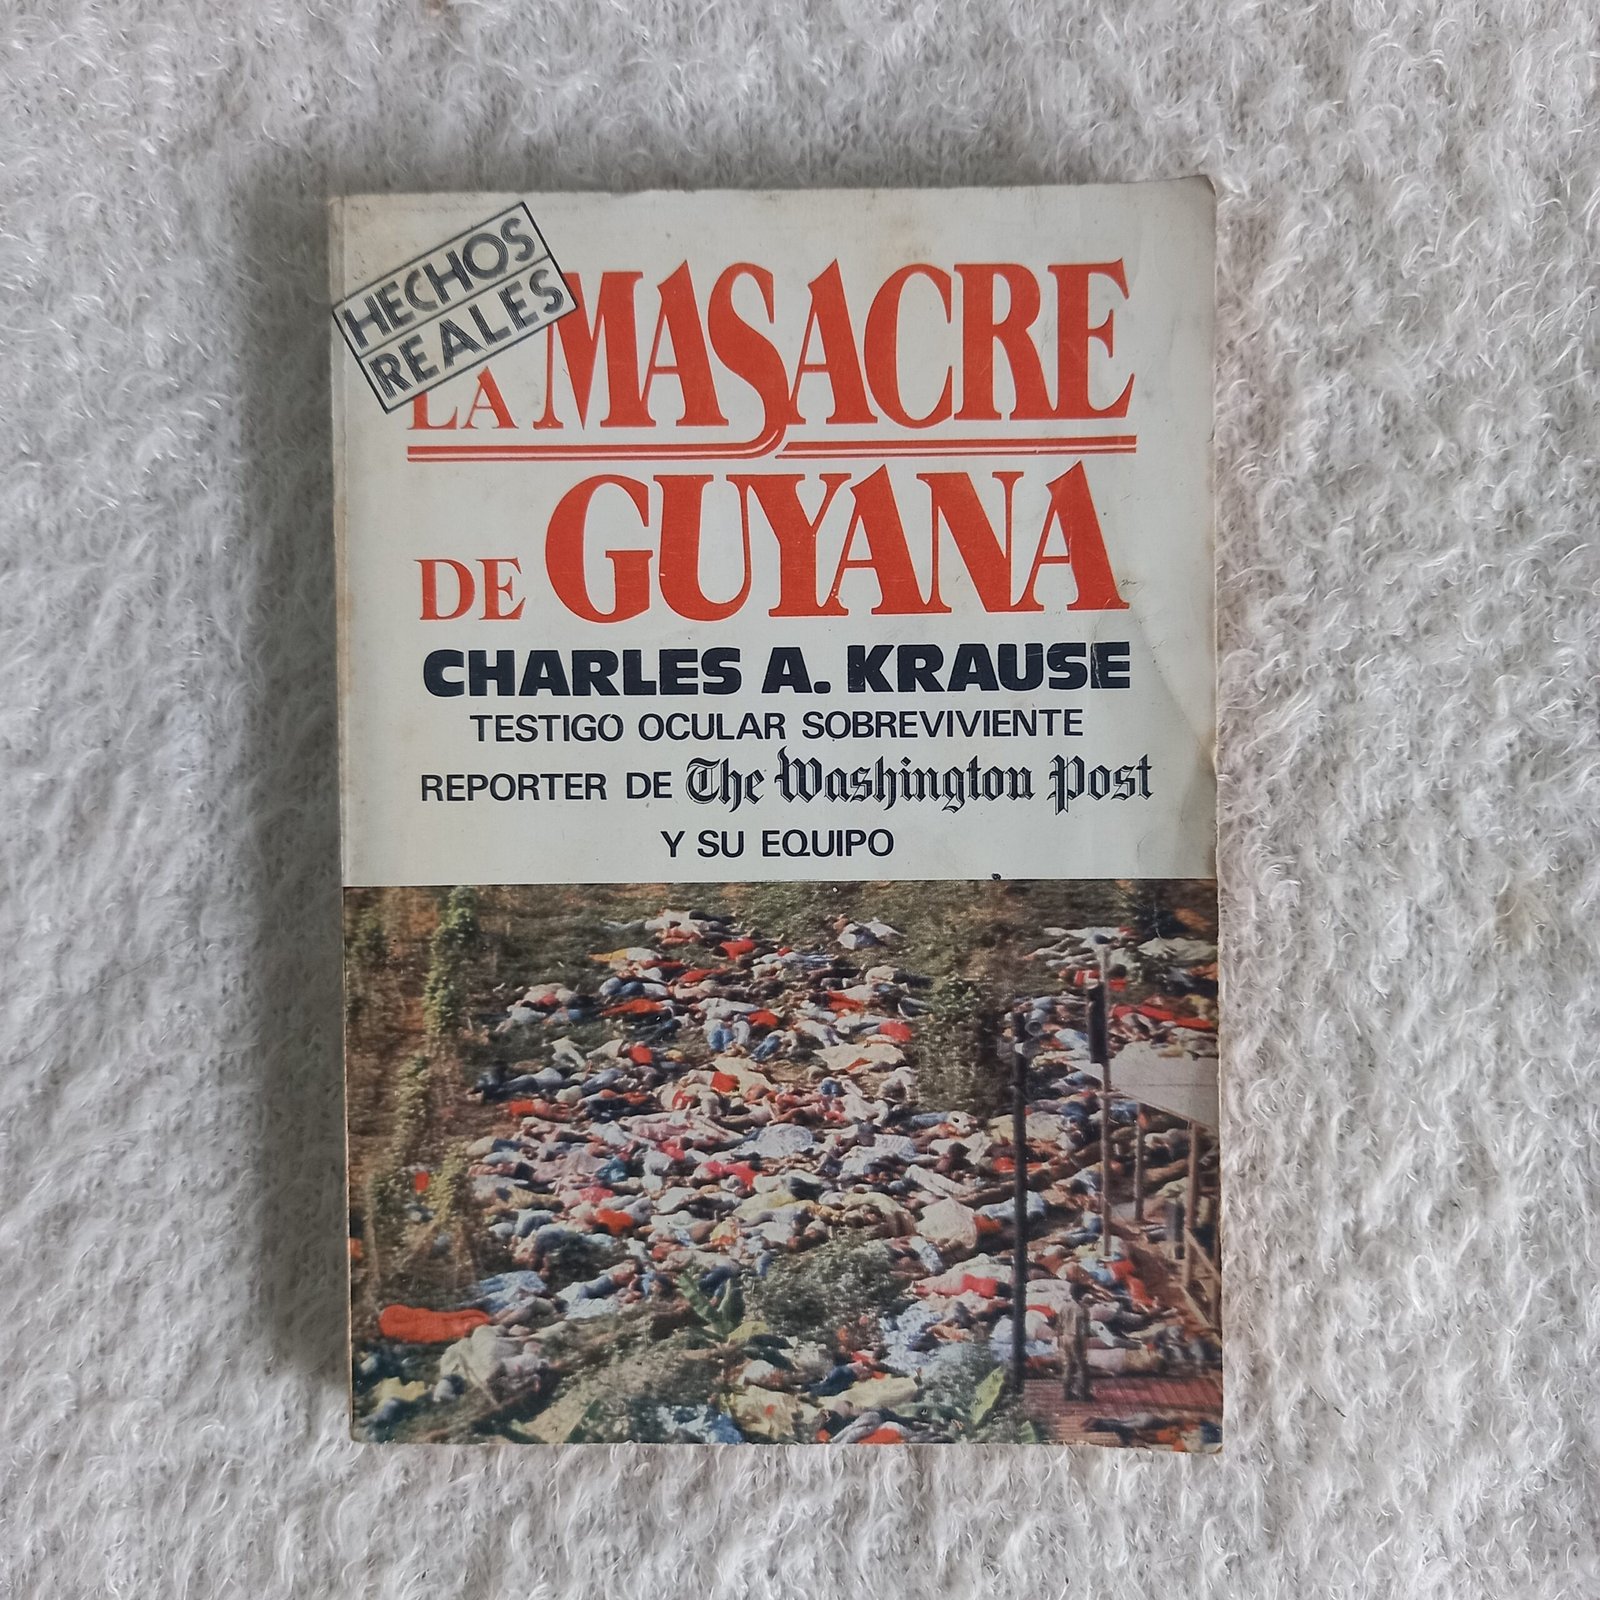 HECHOS
REALES
LA MASACRE
DE GUYANA
CHARLES A. KRAUSE
TESTIGO OCULAR SOBREVIVIENTE
REPORTER DE The Washington Post
Y SU EQUIPO